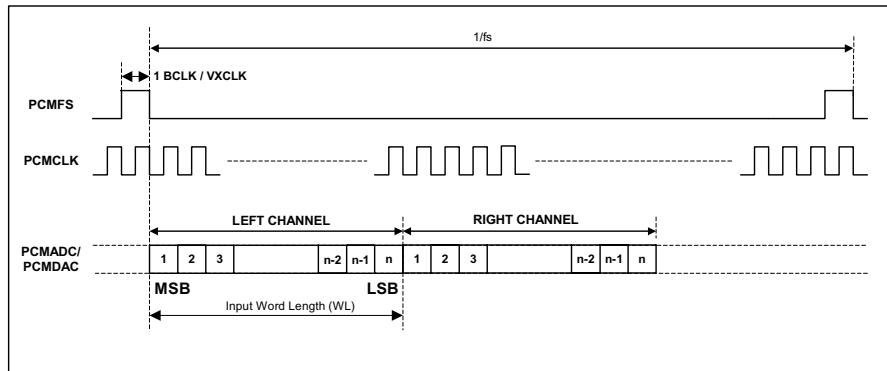 1/fs
1 BCLK / VXCLK
PCMFS
PCMCLK
LEFT CHANNEL RIGHT CHANNEL
PCMADC/
PCMDAC
1 2 3 n-2 n-1 n 1 2 3 n-2 n-1 n
MSB LSB
Input Word Length (WL)